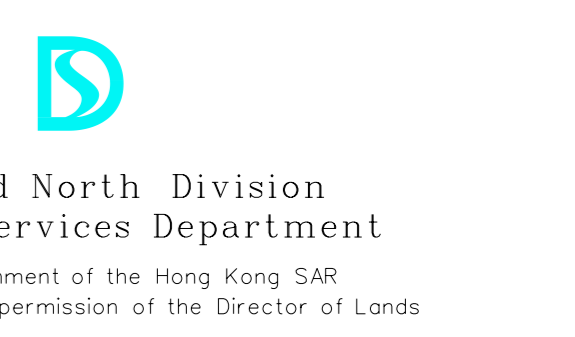 d North Division
ervices Department
nment of the Hong Kong SAR
permission of the Director of Lands